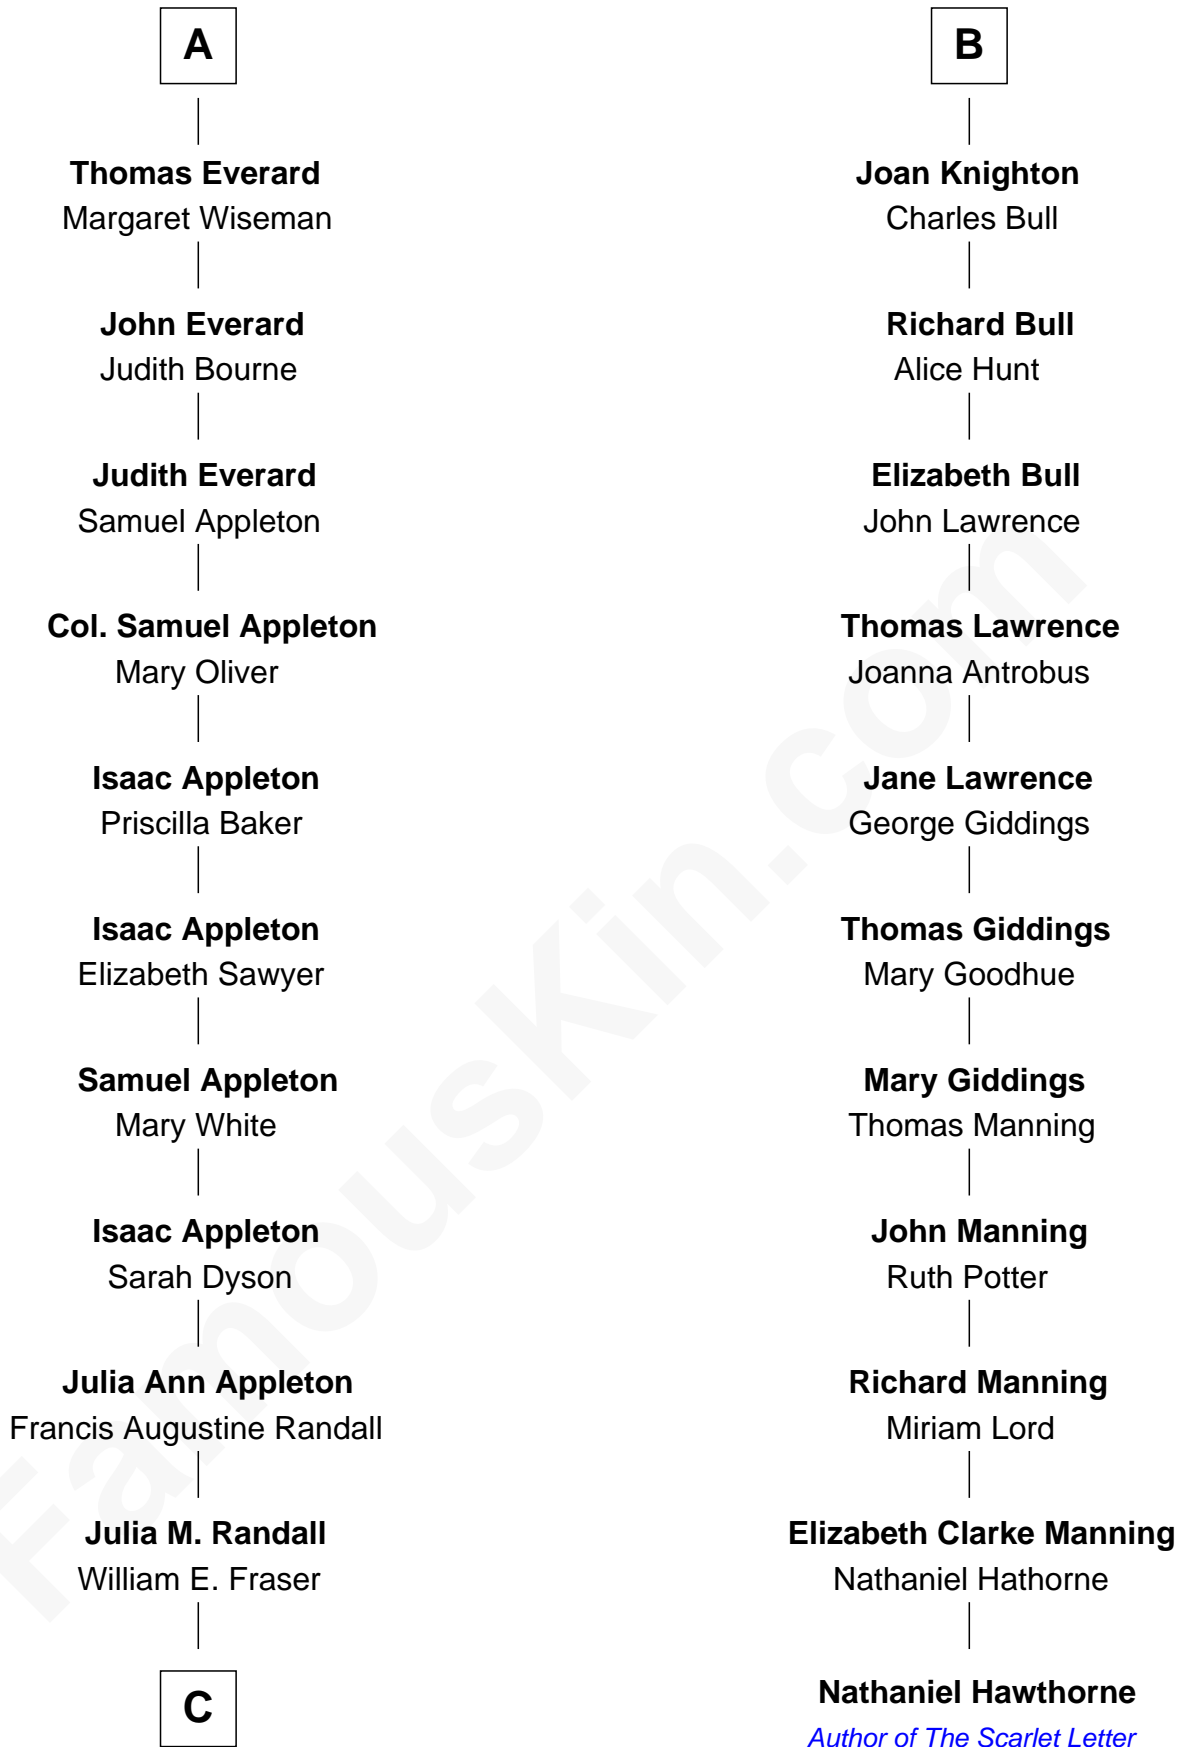 A
Thomas Everard
Margaret Wiseman
John Everard
Judith Bourne
Judith Everard
Samuel Appleton
Col. Samuel Appleton
Mary Oliver
Isaac Appleton
Priscilla Baker
Isaac Appleton
Elizabeth Sawyer
Samuel Appleton
Mary White
Isaac Appleton
Sarah Dyson
Julia Ann Appleton
Francis Augustine Randall
Julia M. Randall
William E. Fraser
C
B
Joan Knighton
Charles Bull
Richard Bull
Alice Hunt
Elizabeth Bull
John Lawrence
Thomas Lawrence
Joanna Antrobus
Jane Lawrence
George Giddings
Thomas Giddings
Mary Goodhue
Mary Giddings
Thomas Manning
John Manning
Ruth Potter
Richard Manning
Miriam Lord
Elizabeth Clarke Manning
Nathaniel Hathorne
Nathaniel Hawthorne
Author of The Scarlet Letter
FamousKin.com